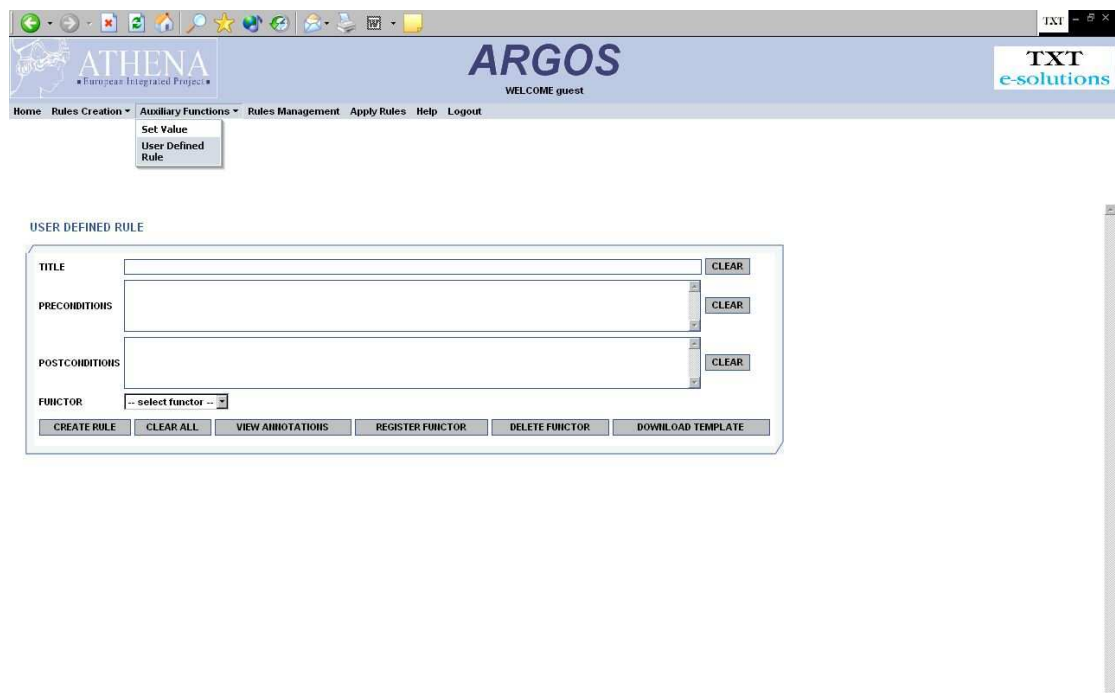 TXT
ATHENA
European Integrated Project
ARGOS
WELCOME guest
TXT
e-solutions
Home Rules Creation Auxiliary Functions Rules Management Apply Rules Help Logout
Set Value
User Defined
Rule
USER DEFINED RULE
TITLE CLEAR
PRECONDITIONS CLEAR
POSTCONDITIONS CLEAR
FUNCTOR -- select functor --
CREATE RULE CLEAR ALL VIEW ANNOTATIONS REGISTER FUNCTOR DELETE FUNCTOR DOWNLOAD TEMPLATE